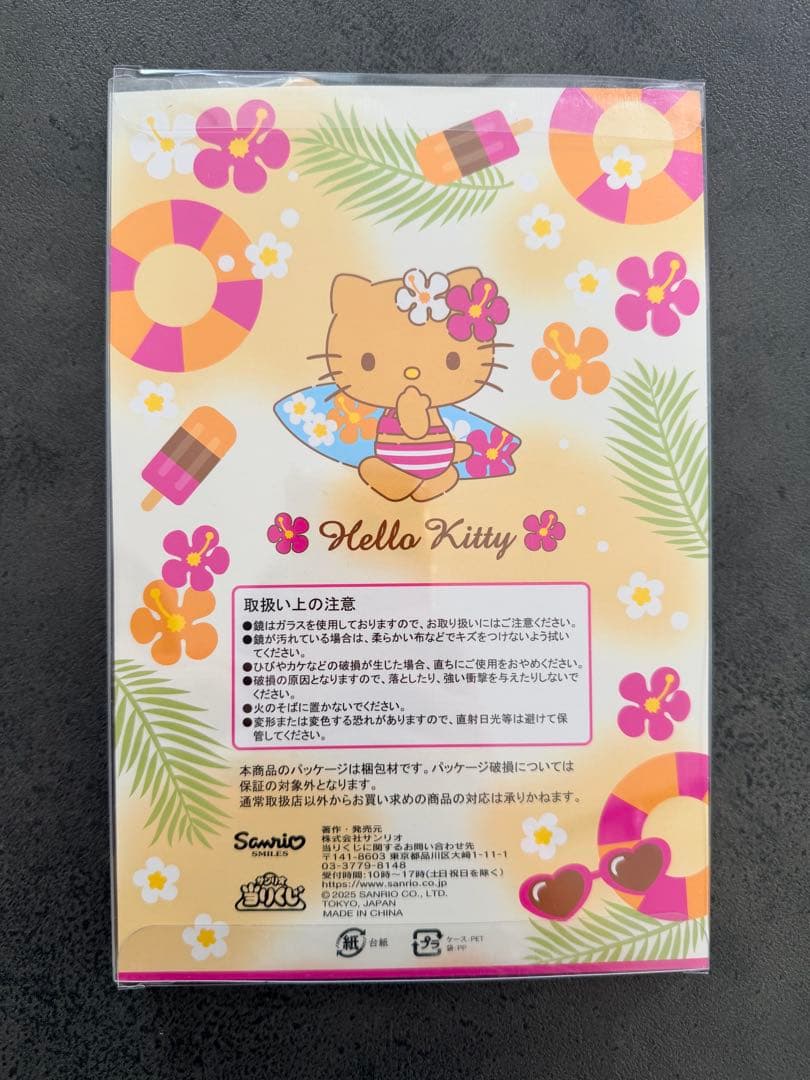 Hello Kitty
取扱い上の注意
●鏡はガラスを使用しておりますので、お取り扱いにはご注意ください。
●鏡が汚れている場合は、柔らかい布などでキズをつけないよう拭い
てください。
●ひびやカケなどの破損が生じた場合、直ちにご使用をおやめください。
●破損の原因となりますので、落としたり、強い衝撃を与えたりしないで
ください。
●火のそばに置かないでください。
●変形または変色する恐れがありますので、直射日光等は避けて保
管してください。
本商品のパッケージは梱包材です。パッケージ破損については
保証の対象外となります。
通常取扱店以外からお買い求めの商品の対応は承りかねます。
Sanrio
SMILES
サンリオ
当りくじ
著作・発売元
株式会社サンリオ
当りくじに関するお問い合わせ先
〒141-8603 東京都品川区大崎1-11-1
03-3779-8148
受付時間:10時~17時(土日祝日を除く)
https://www.sanrio.co.jp
©2025 SANRIO CO., LTD.
TOKYO, JAPAN
MADE IN CHINA
紙 台紙
プラ ケース:PET
袋:PP